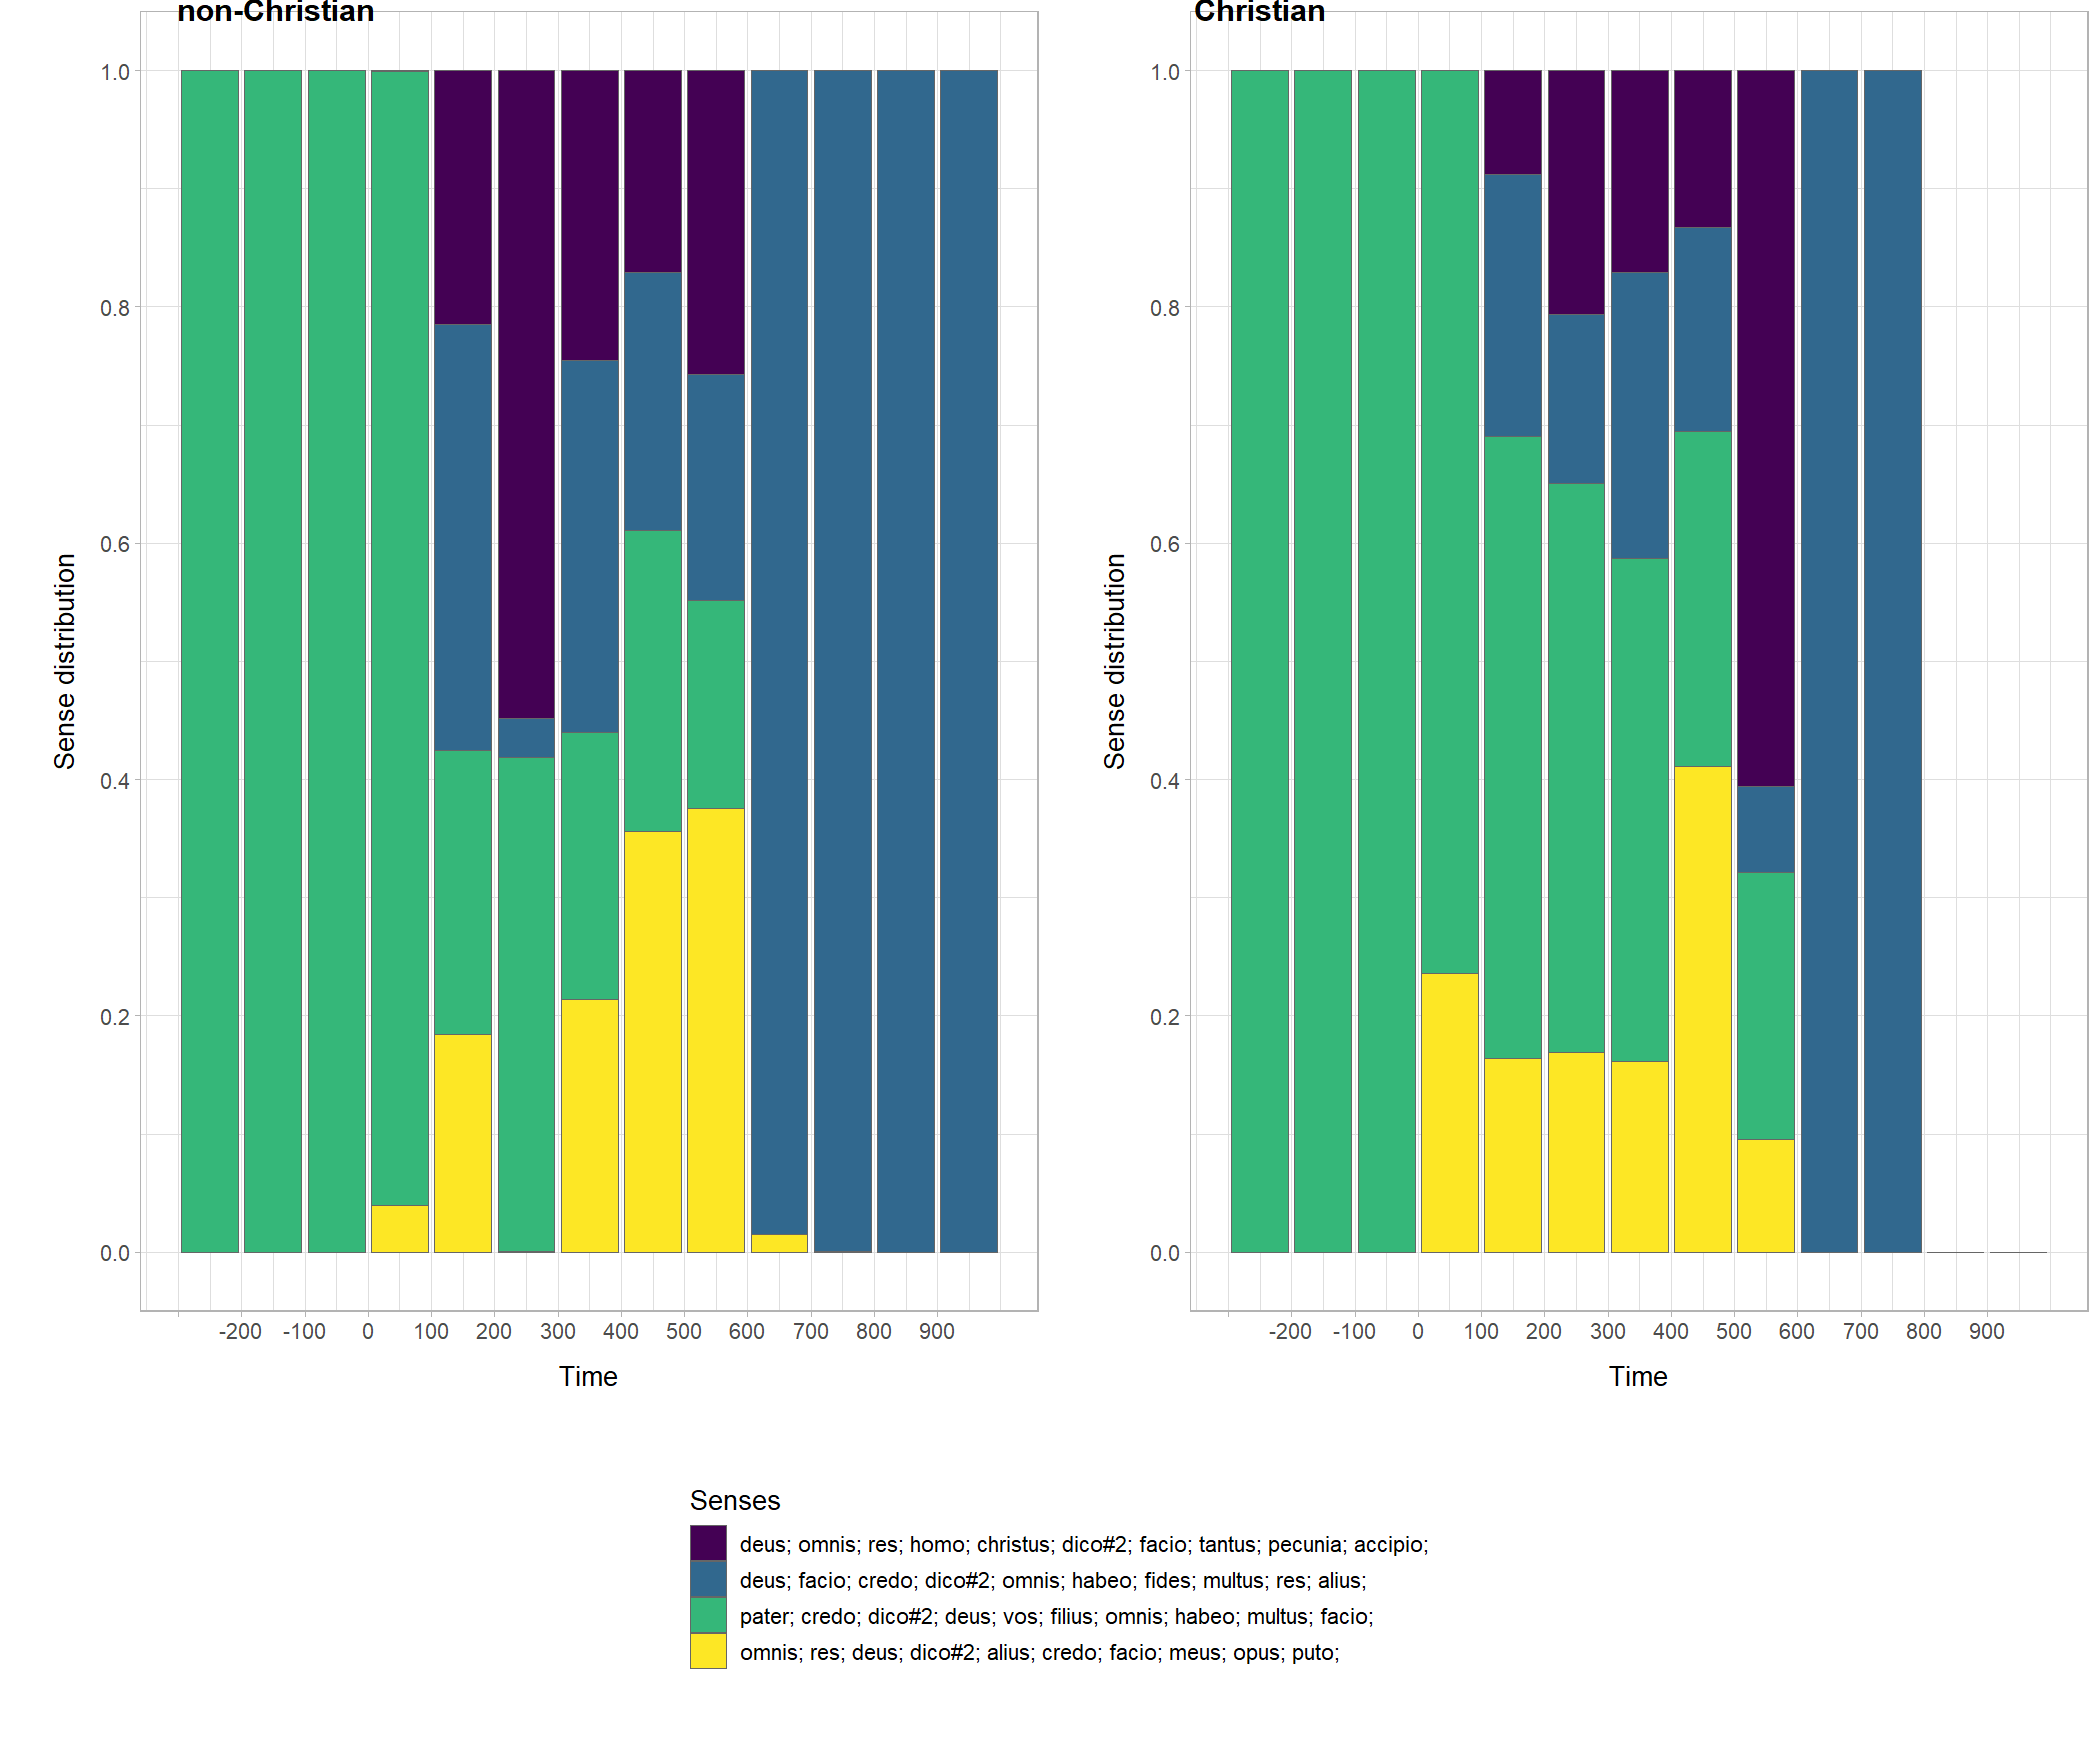 non-Christian
Christian
Sense distribution
1.0
0.8
0.6
0.4
0.2
0.0
-200 -100 0 100 200 300 400 500 600 700 800 900
Time
Sense distribution
1.0
0.8
0.6
0.4
0.2
0.0
-200 -100 0 100 200 300 400 500 600 700 800 900
Time
Senses
deus; omnis; res; homo; christus; dico#2; facio; tantus; pecunia; accipio;
deus; facio; credo; dico#2; omnis; habeo; fides; multus; res; alius;
pater; credo; dico#2; deus; vos; filius; omnis; habeo; multus; facio;
omnis; res; deus; dico#2; alius; credo; facio; meus; opus; puto;